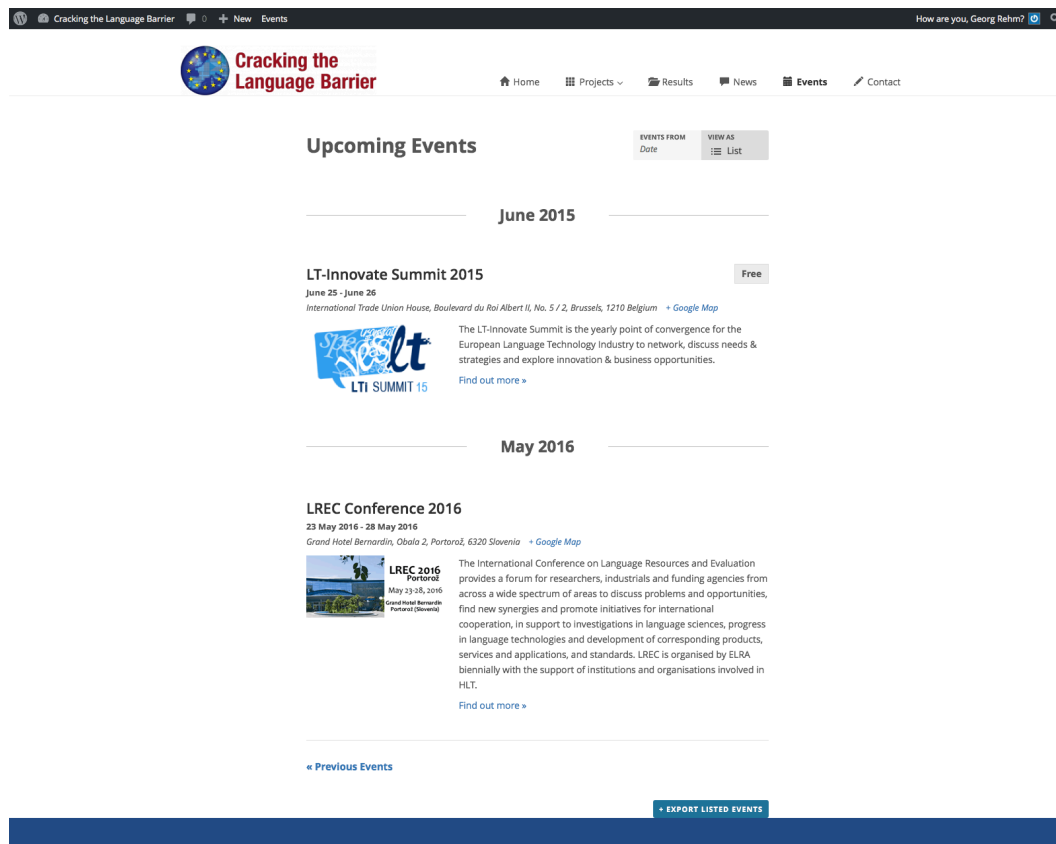 Cracking the Language Barrier 0 New Events How are you, Georg Rehm?
Cracking the
Language Barrier
Home Projects Results News Events Contact
Upcoming Events
EVENTS FROM
Date
VIEW AS
List
June 2015
LT-Innovate Summit 2015
Free
June 25 - June 26
International Trade Union House, Boulevard du Roi Albert II, No. 5 / 2, Brussels, 1210 Belgium + Google Map
lt
LTI SUMMIT 15
The LT-Innovate Summit is the yearly point of convergence for the
European Language Technology Industry to network, discuss needs &
strategies and explore innovation & business opportunities.
Find out more »
May 2016
LREC Conference 2016
23 May 2016 - 28 May 2016
Grand Hotel Bernardin, Obala 2, Portorož, 6320 Slovenia + Google Map
LREC 2016
Portorož
May 23-28, 2016
Grand Hotel Bernardin
Portorož (Slovenia)
The International Conference on Language Resources and Evaluation
provides a forum for researchers, industrials and funding agencies from
across a wide spectrum of areas to discuss problems and opportunities,
find new synergies and promote initiatives for international
cooperation, in support to investigations in language sciences, progress
in language technologies and development of corresponding products,
services and applications, and standards. LREC is organised by ELRA
biennially with the support of institutions and organisations involved in
HLT.
Find out more »
« Previous Events
+ EXPORT LISTED EVENTS